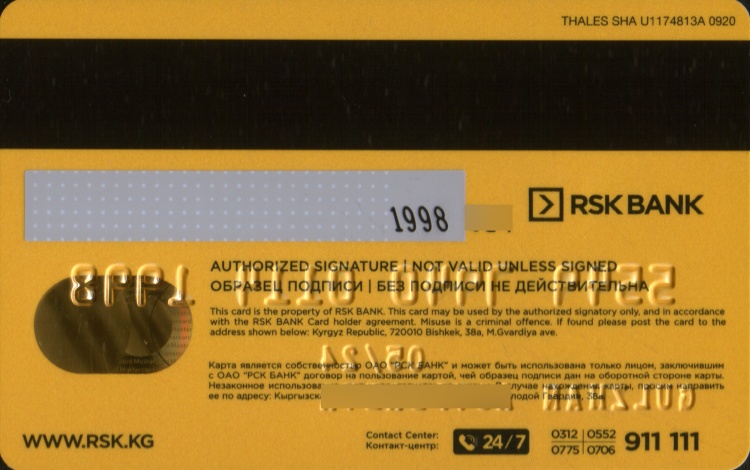 THALES SHA U1174813A 0920
1998
RSK BANK
AUTHORIZED SIGNATURE | NOT VALID UNLESS SIGNED
ОБРАЗЕЦ ПОДПИСИ | БЕЗ ПОДПИСИ НЕ ДЕЙСТВИТЕЛЬНА
This card is the property of RSK BANK. This card may be used by the authorized signatory only, and in accordance
with the RSK BANK Card holder agreement. Misuse is a criminal offence. If found please post the card to the
address shown below: Kyrgyz Republic, 720010 Bishkek, 38a, M.Gvardiya ave.
05/24
Карта является собственностью ОАО "РСК БАНК" и может быть использована только лицом, заключившим
с ОАО "РСК БАНК" договор на пользование картой, чей образец подписи дан на оборотной стороне карты.
Незаконное нахождения карты, просим направить
ее по адресу: Гвардия, 38а.
GULZHAN
WWW.RSK.KG
Contact Center:
Контакт-центр:
24/7
0312 0552
0775 0706
911 111